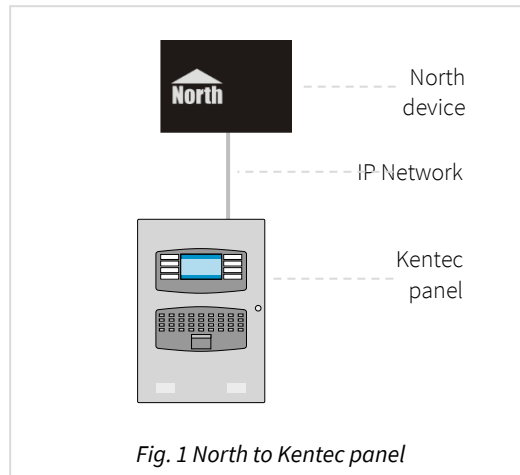 North
North
device
IP Network
Kentec
panel
Fig. 1 North to Kentec panel